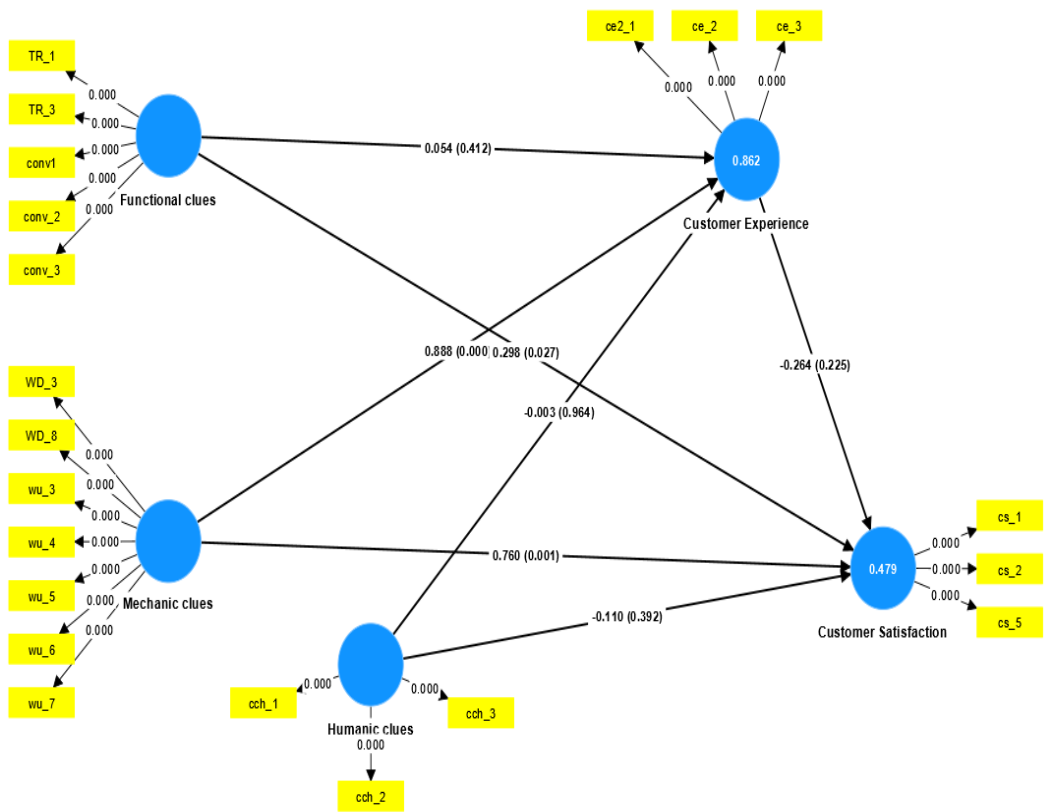 ce2_1
ce_2
ce_3
0.000
0.000
0.000
0.862
Customer Experience
TR_1
TR_3
conv1
conv_2
conv_3
0.000
0.000
0.000
0.000
0.000
Functional clues
0.054 (0.412)
0.888 (0.000)
0.298 (0.027)
-0.003 (0.964)
-0.264 (0.225)
WD_3
WD_8
wu_3
wu_4
wu_5
wu_6
wu_7
0.000
0.000
0.000
0.000
0.000
0.000
0.000
Mechanic clues
0.760 (0.001)
-0.110 (0.392)
0.479
Customer Satisfaction
0.000
0.000
0.000
cs_1
cs_2
cs_5
0.000
0.000
cch_1
cch_3
Humanic clues
0.000
cch_2